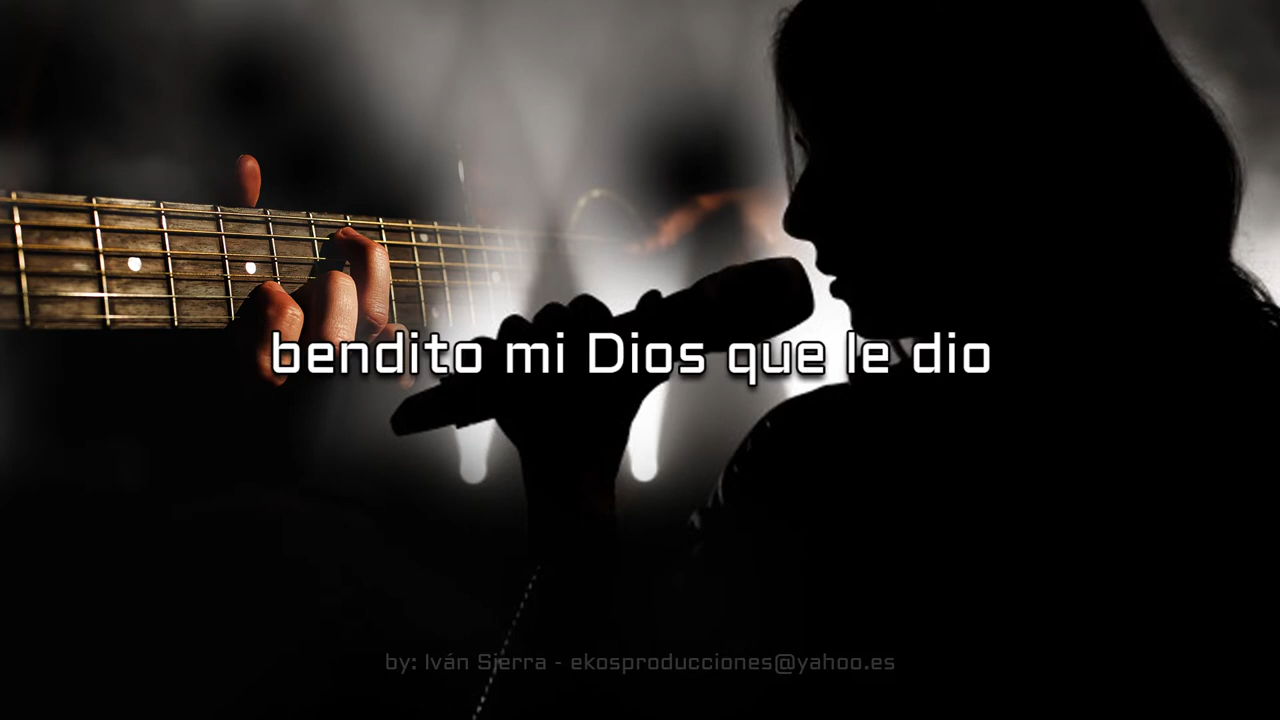 bendito mi Dios que le dio
by: Iván Sierra - ekosproducciones@yahoo.es